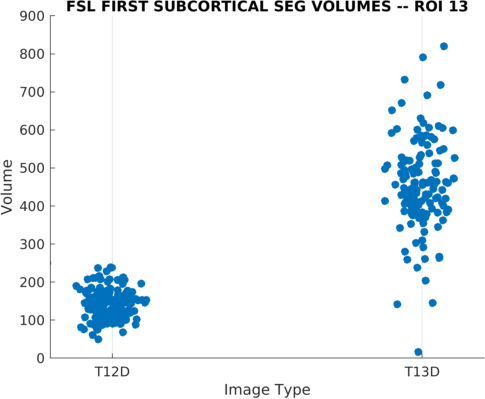 FSL FIRST SUBCORTICAL SEG VOLUMES -- ROI 13
900
800
700
600
500
400
300
200
100
0
Volume
T12D T13D
Image Type